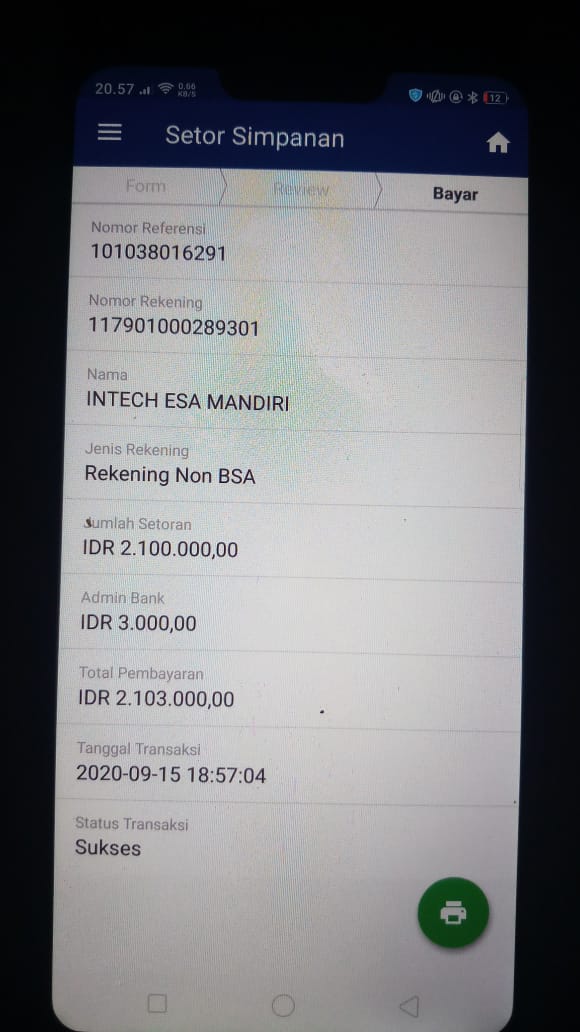 20.57
0,66
KB/S
12
Setor Simpanan
Form
Review
Bayar
Nomor Referensi
101038016291
Nomor Rekening
117901000289301
Nama
INTECH ESA MANDIRI
Jenis Rekening
Rekening Non BSA
Jumlah Setoran
IDR 2.100.000,00
Admin Bank
IDR 3.000,00
Total Pembayaran
IDR 2.103.000,00
Tanggal Transaksi
2020-09-15 18:57:04
Status Transaksi
Sukses